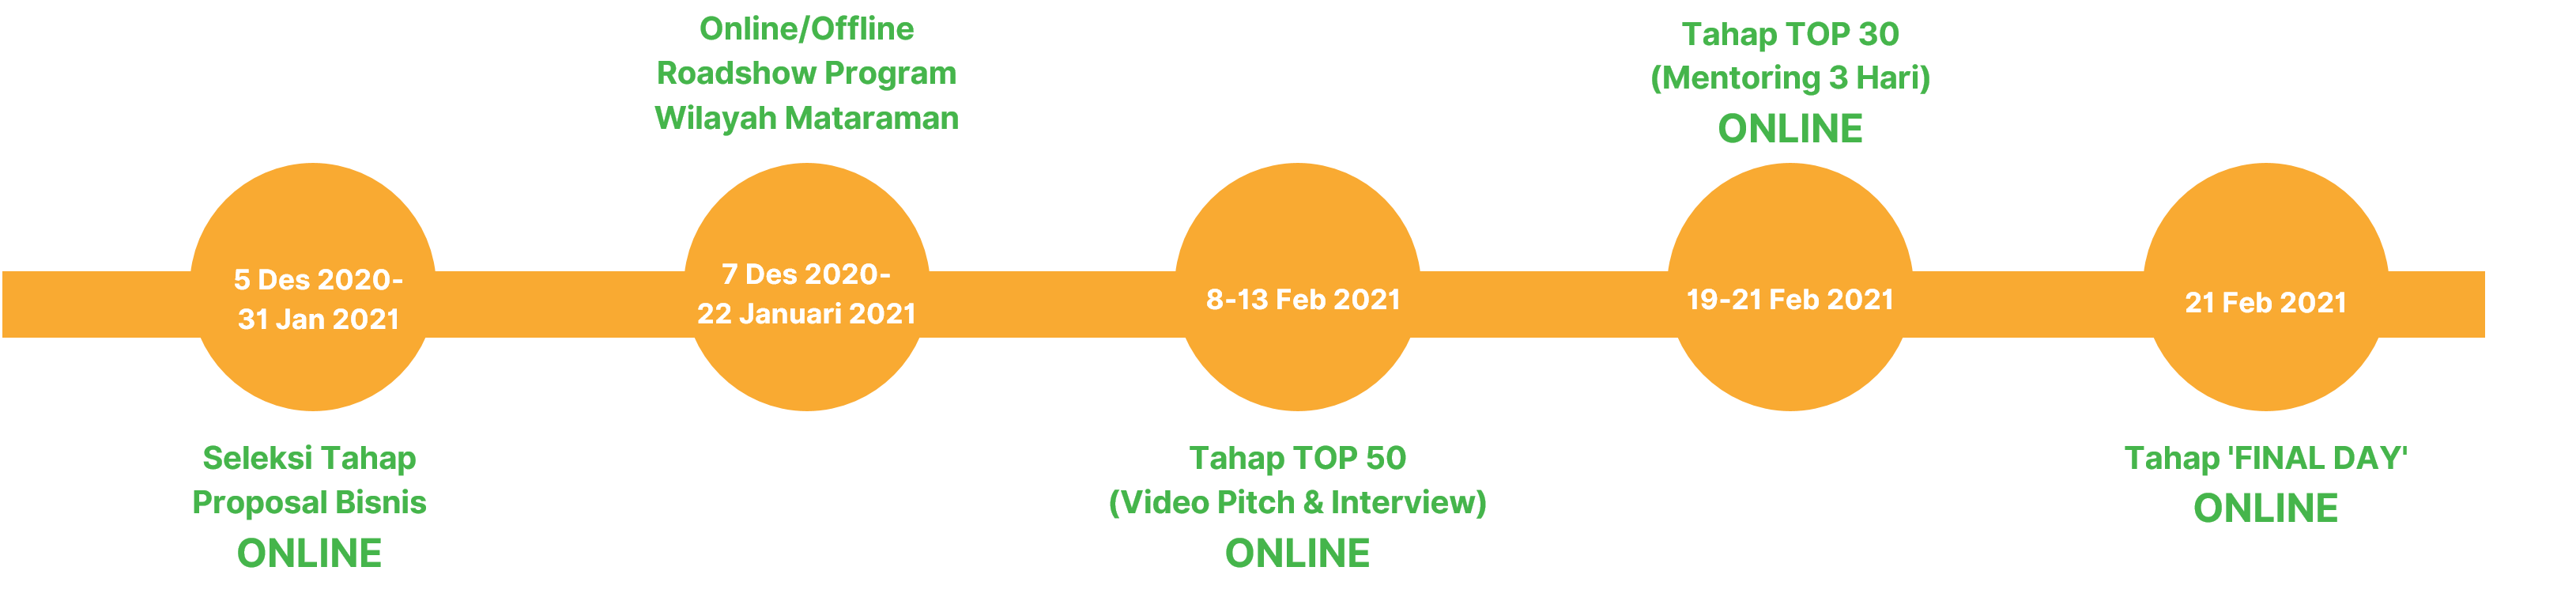 5 Des 2020-
31 Jan 2021
Seleksi Tahap
Proposal Bisnis
ONLINE
Online/Offline
Roadshow Program
Wilayah Mataraman
7 Des 2020-
22 Januari 2021
8-13 Feb 2021
Tahap TOP 50
(Video Pitch & Interview)
ONLINE
Tahap TOP 30
(Mentoring 3 Hari)
ONLINE
19-21 Feb 2021
21 Feb 2021
Tahap 'FINAL DAY'
ONLINE